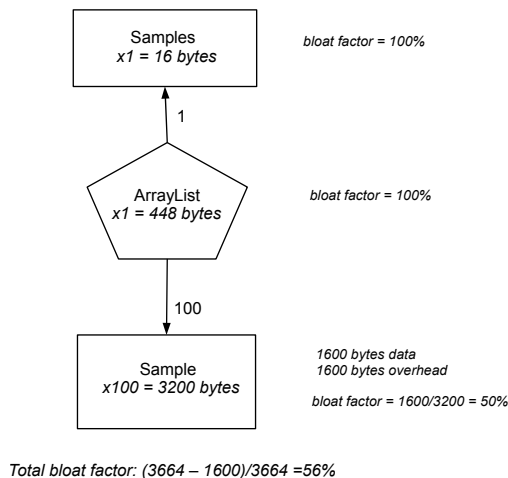 Samples
x1 = 16 bytes
bloat factor = 100%
1
ArrayList
x1 = 448 bytes
bloat factor = 100%
100
Sample
x100 = 3200 bytes
1600 bytes data
1600 bytes overhead
bloat factor = 1600/3200 = 50%
Total bloat factor: (3664 – 1600)/3664 =56%